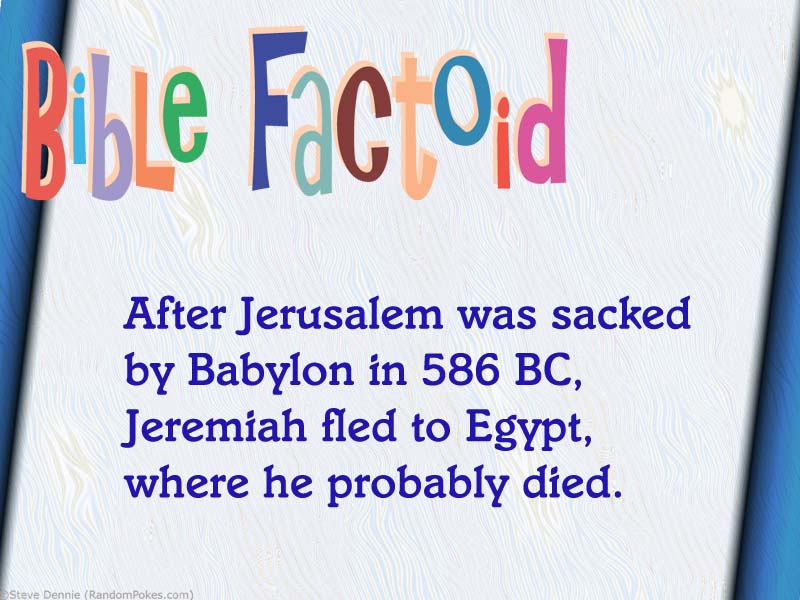 Bible Factoid
After Jerusalem was sacked
by Babylon in 586 BC,
Jeremiah fled to Egypt,
where he probably died.
©Steve Dennie (RandomPokes.com)